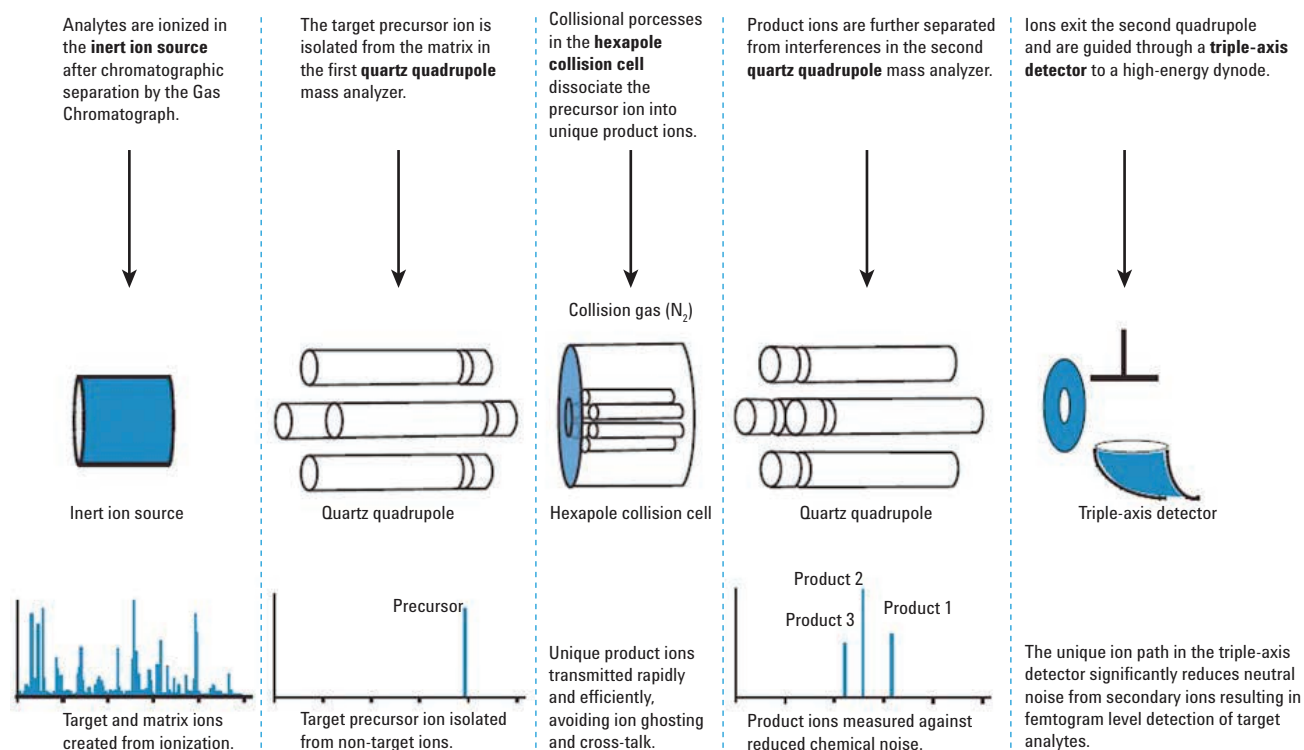 Analytes are ionized in
the inert ion source
after chromatographic
separation by the Gas
Chromatograph.
The target precursor ion is
isolated from the matrix in
the first quartz quadrupole
mass analyzer.
Collisional porcesses
in the hexapole
collision cell
dissociate the
precursor ion into
unique product ions.
Product ions are further separated
from interferences in the second
quartz quadrupole mass analyzer.
Ions exit the second quadrupole
and are guided through a triple-axis
detector to a high-energy dynode.
Collision gas (N2)
Inert ion source
Quartz quadrupole
Hexapole collision cell
Quartz quadrupole
Triple-axis detector
Target and matrix ions
created from ionization.
Precursor
Target precursor ion isolated
from non-target ions.
Unique product ions
transmitted rapidly
and efficiently,
avoiding ion ghosting
and cross-talk.
Product 2
Product 1
Product 3
Product ions measured against
reduced chemical noise.
The unique ion path in the triple-axis
detector significantly reduces neutral
noise from secondary ions resulting in
femtogram level detection of target
analytes.